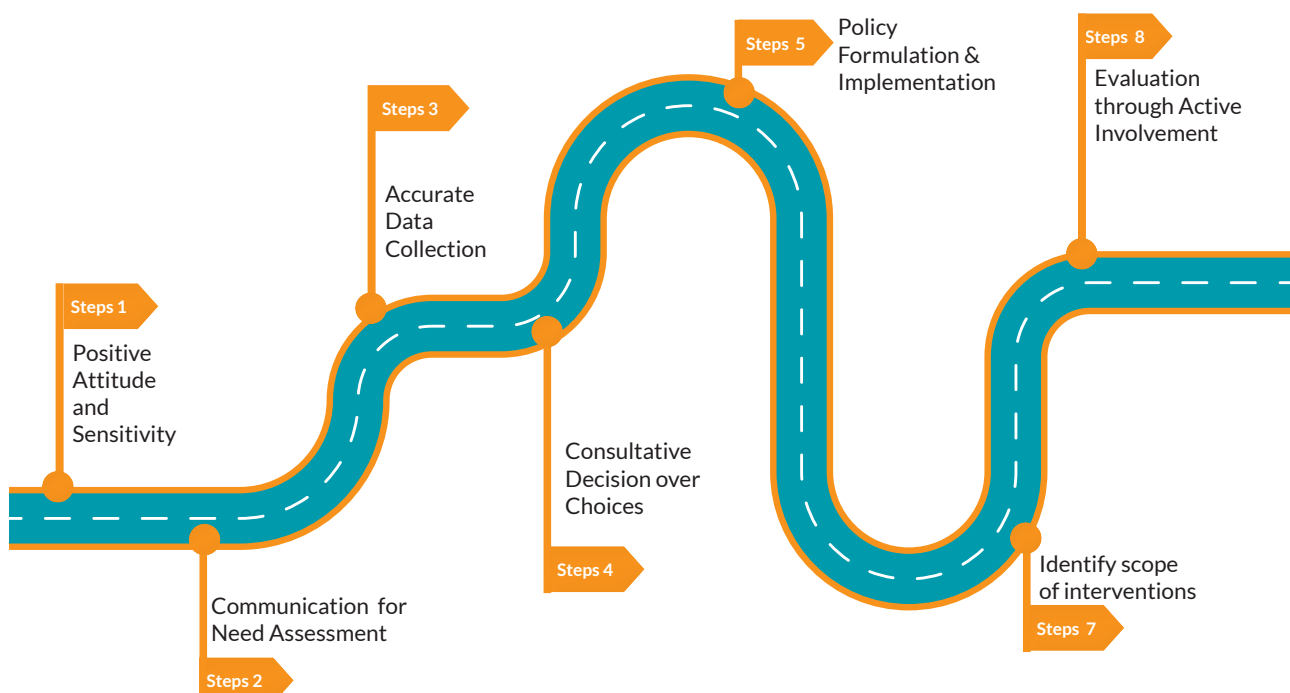 Steps 1
Positive
Attitude
and
Sensitivity
Communication for
Need Assessment
Steps 2
Steps 3
Accurate
Data
Collection
Consultative
Decision over
Choices
Steps 4
Steps 5
Policy
Formulation &
Implementation
Identify scope
of interventions
Steps 7
Steps 8
Evaluation
through Active
Involvement